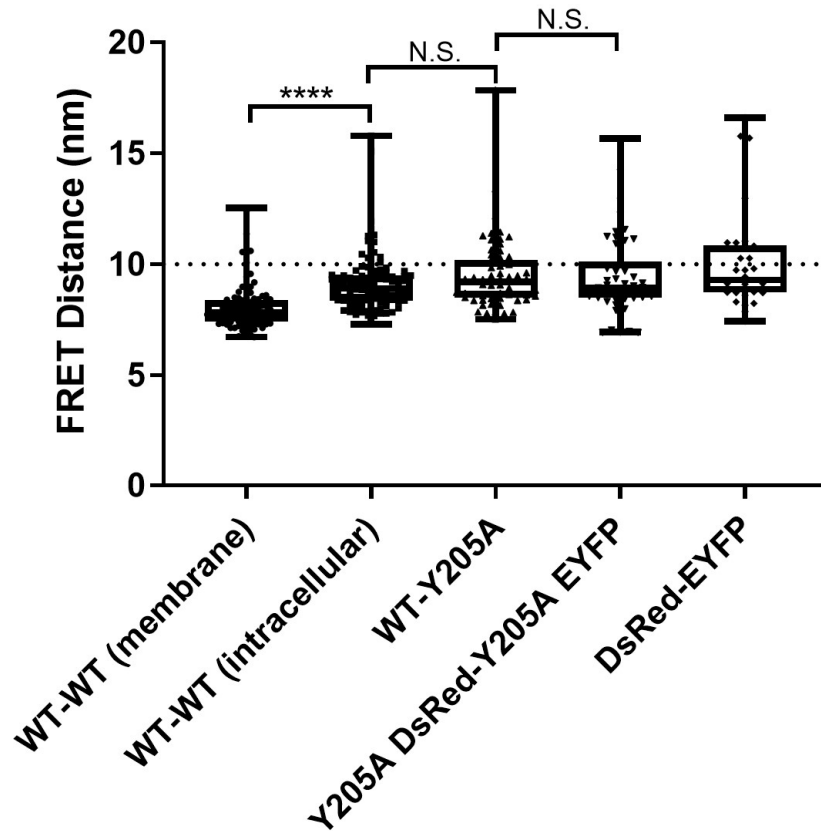 N.S.
N.S.
****
20
15
10
5
0
FRET Distance (nm)
WT-WT (membrane)
WT-WT (intracellular)
WT-Y205A
Y205A DsRed-Y205A EYFP
DsRed-EYFP